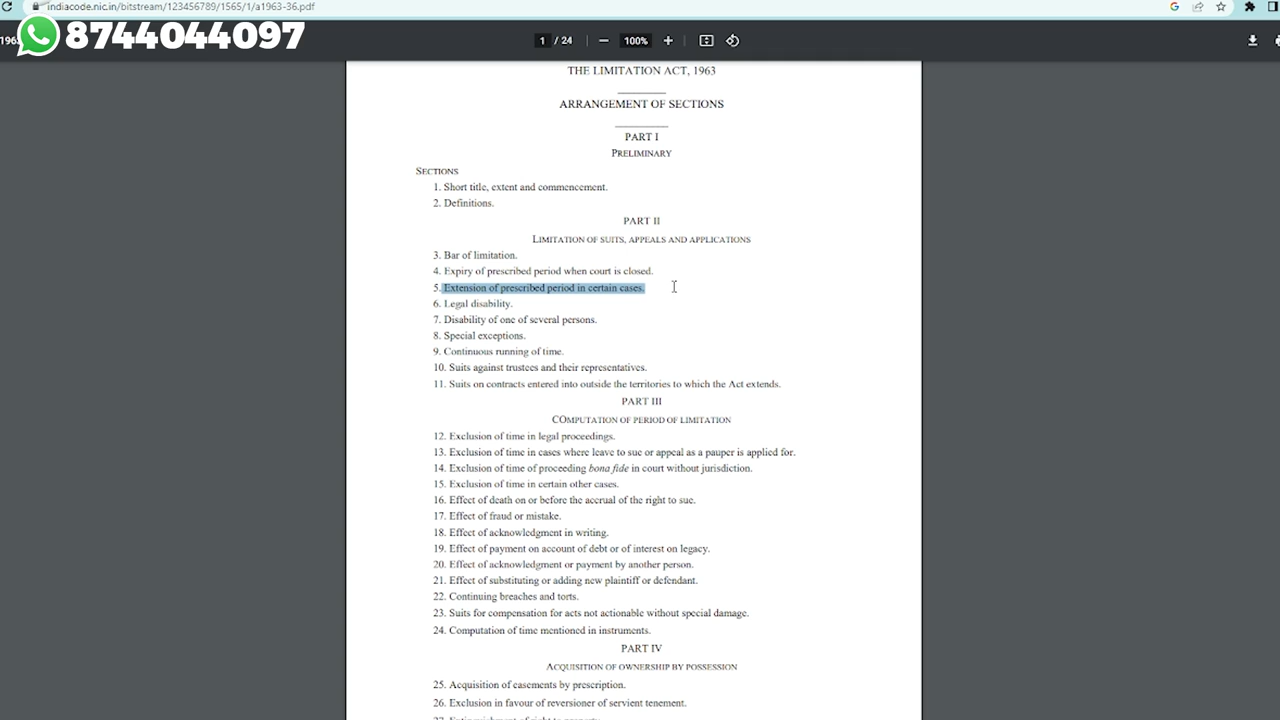 indiacode.nic.in/bitstream/123456789/1565/1/a1963-36.pdf
8744044097
1 / 24
100%
THE LIMITATION ACT, 1963
ARRANGEMENT OF SECTIONS
PART I
PRELIMINARY
SECTIONS
1. Short title, extent and commencement.
2. Definitions.
PART II
LIMITATION OF SUITS, APPEALS AND APPLICATIONS
3. Bar of limitation.
4. Expiry of prescribed period when court is closed.
5. Extension of prescribed period in certain cases.
6. Legal disability.
7. Disability of one of several persons.
8. Special exceptions.
9. Continuous running of time.
10. Suits against trustees and their representatives.
11. Suits on contracts entered into outside the territories to which the Act extends.
PART III
COMPUTATION OF PERIOD OF LIMITATION
12. Exclusion of time in legal proceedings.
13. Exclusion of time in cases where leave to sue or appeal as a pauper is applied for.
14. Exclusion of time of proceeding bona fide in court without jurisdiction.
15. Exclusion of time in certain other cases.
16. Effect of death on or before the accrual of the right to sue.
17. Effect of fraud or mistake.
18. Effect of acknowledgment in writing.
19. Effect of payment on account of debt or of interest on legacy.
20. Effect of acknowledgment or payment by another person.
21. Effect of substituting or adding new plaintiff or defendant.
22. Continuing breaches and torts.
23. Suits for compensation for acts not actionable without special damage.
24. Computation of time mentioned in instruments.
PART IV
ACQUISITION OF OWNERSHIP BY POSSESSION
25. Acquisition of easements by prescription.
26. Exclusion in favour of reversioner of servient tenement.